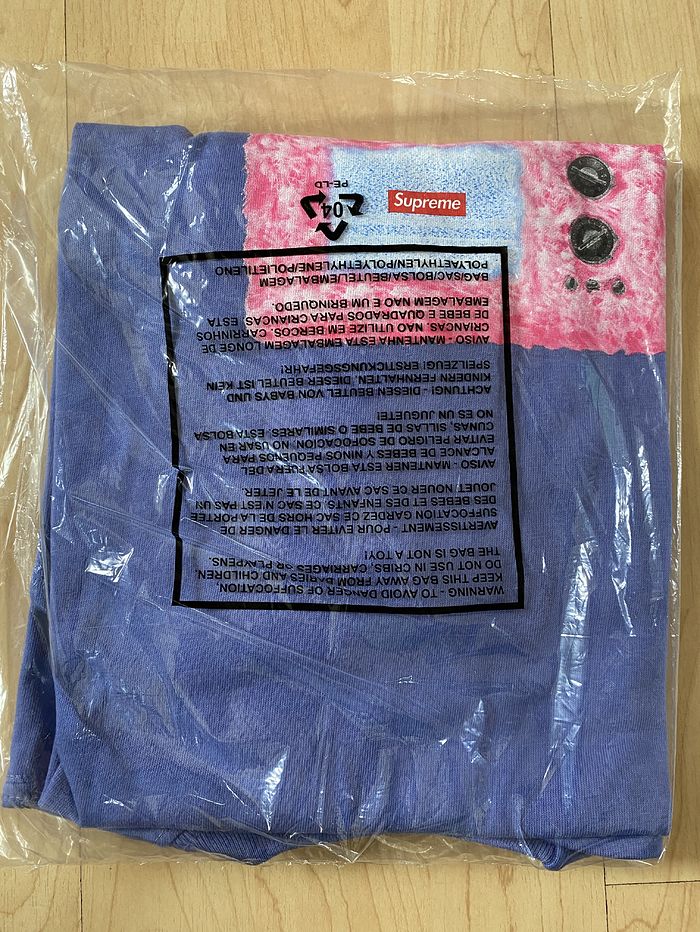 Supreme
WARNING - TO AVOID DANGER OF SUFFOCATION,
KEEP THIS BAG AWAY FROM BABIES AND CHILDREN.
DO NOT USE IN CRIBS, CARRIAGES OR PLAYPENS.
THE BAG IS NOT A TOY!
AVERTISSEMENT - POUR EVITER LE DANGER DE
SUFFOCATION GARDEZ CE SAC HORS DE LA PORTEE
DES BEBES ET DES ENFANTS. CE SAC N'EST PAS UN
JOUET NOUER CE SAC AVANT DE LE JETER.
AVISO - MANTENER ESTA BOLSA FUERA DEL
ALCANCE DE BEBES Y NINOS PEQUENOS PARA
EVITAR PELIGRO DE SOFOCACION. NO USAR EN
CUNAS, SILLAS DE BEBE O SIMILARES. ESTA BOLSA
NO ES UN JUGUETE!
ACHTUNG! - DIESEN BEUTEL VON BABYS UND
KINDERN FERNHALTEN. DIESER BEUTEL IST KEIN
SPEILZEUG! ERSTICKUNGSGEFAHR!
AVISO - MANTENHA ESTA EMBALAGEM LONGE DE
CRIANCAS. NAO UTILIZE EM BERCOS, CARRINHOS
DE BEBE E QUADRADOS PARA CRIANCAS. ESTA
EMBALAGEM NAO E UM BRINQUEDO.
BAG/SAC/BOLSA/BEUTEL/EMBALAGEM
POLYAETHYLEN/POLYETHYLENE/POLIETILENO
04
PE-LD